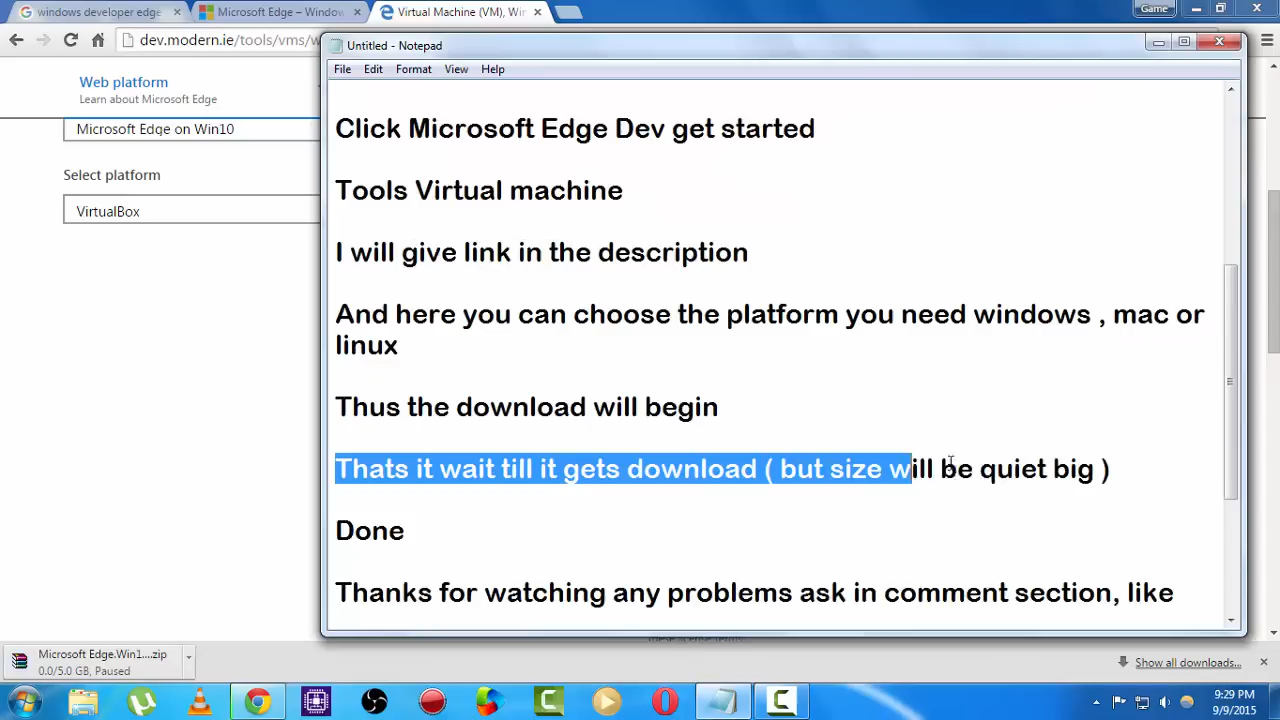 windows developer edge
Microsoft Edge – Window
Virtual Machine (VM), Wir
Game
dev.modern.ie/tools/vms/w
Untitled - Notepad
File Edit Format View Help
Web platform
Learn about Microsoft Edge
Microsoft Edge on Win10
Select platform
VirtualBox
Click Microsoft Edge Dev get started
Tools Virtual machine
I will give link in the description
And here you can choose the platform you need windows , mac or
linux
Thus the download will begin
Thats it wait till it gets download ( but size will be quiet big )
Done
Thanks for watching any problems ask in comment section, like
these license terms.
Microsoft Edge.Win1....zip
0.0/5.0 GB, Paused
Show all downloads...
9:29 PM
9/9/2015